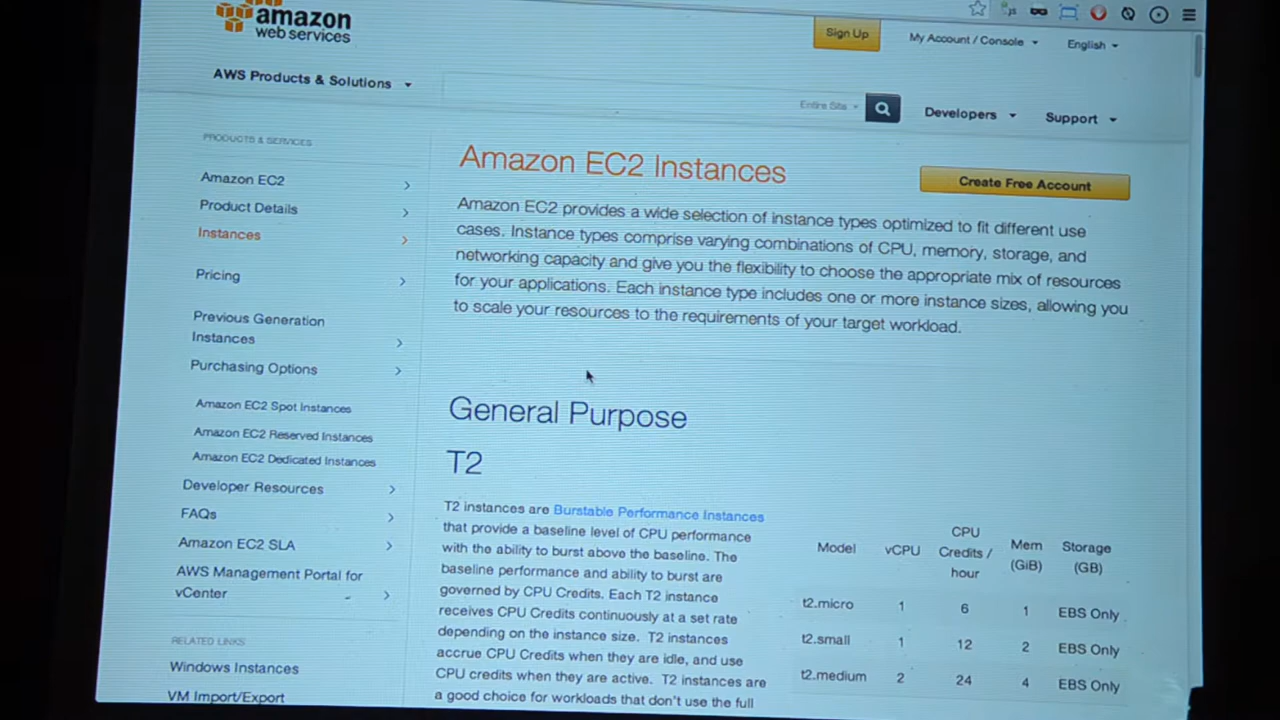 amazon
web services
Sign Up
My Account / Console
English
AWS Products & Solutions
Entire Site
Developers
Support
PRODUCTS & SERVICES
Amazon EC2
Product Details
Instances
Pricing
Previous Generation
Instances
Purchasing Options
Amazon EC2 Spot Instances
Amazon EC2 Reserved Instances
Amazon EC2 Dedicated Instances
Developer Resources
FAQs
Amazon EC2 SLA
AWS Management Portal for
vCenter
RELATED LINKS
Windows Instances
VM Import/Export
Amazon EC2 Instances
Create Free Account
Amazon EC2 provides a wide selection of instance types optimized to fit different use
cases. Instance types comprise varying combinations of CPU, memory, storage, and
networking capacity and give you the flexibility to choose the appropriate mix of resources
for your applications. Each instance type includes one or more instance sizes, allowing you
to scale your resources to the requirements of your target workload.
General Purpose
T2
T2 instances are Burstable Performance Instances
that provide a baseline level of CPU performance
with the ability to burst above the baseline. The
baseline performance and ability to burst are
governed by CPU Credits. Each T2 instance
receives CPU Credits continuously at a set rate
depending on the instance size. T2 instances
accrue CPU Credits when they are idle, and use
CPU credits when they are active. T2 instances are
a good choice for workloads that don't use the full
Model vCPU CPU Credits / hour Mem (GiB) Storage (GB)
t2.micro 1 6 1 EBS Only
t2.small 1 12 2 EBS Only
t2.medium 2 24 4 EBS Only